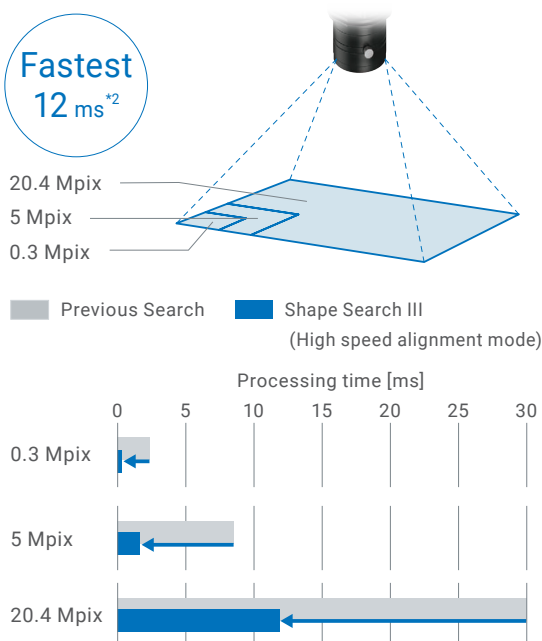 Fastest
12 ms*2
20.4 Mpix
5 Mpix
0.3 Mpix
Previous Search
Shape Search III
(High speed alignment mode)
Processing time [ms]
0 5 10 15 20 25 30
0.3 Mpix
5 Mpix
20.4 Mpix